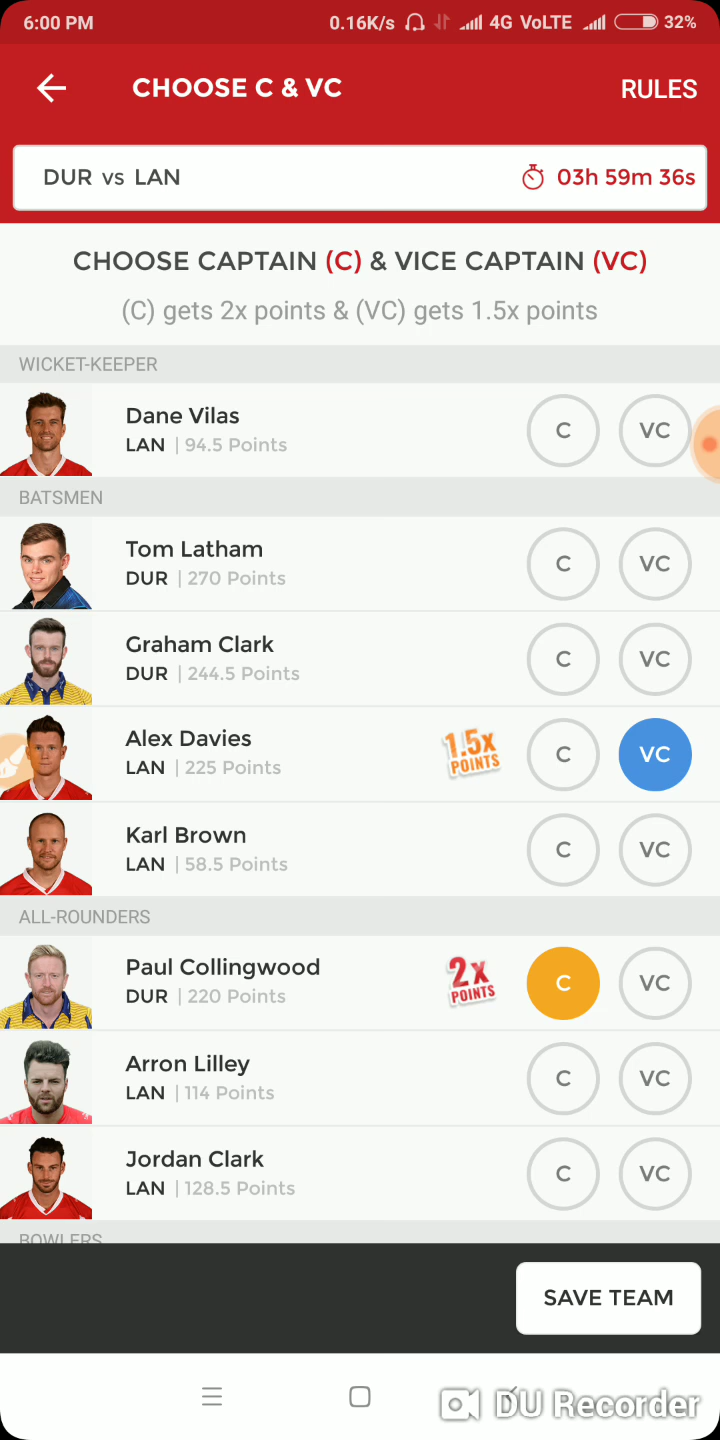 6:00 PM 0.16K/s 4G VoLTE 32%
CHOOSE C & VC RULES
DUR vs LAN 03h 59m 36s
CHOOSE CAPTAIN (C) & VICE CAPTAIN (VC)
(C) gets 2x points & (VC) gets 1.5x points
WICKET-KEEPER
Dane Vilas
LAN | 94.5 Points C VC
BATSMEN
Tom Latham
DUR | 270 Points C VC
Graham Clark
DUR | 244.5 Points C VC
Alex Davies
LAN | 225 Points 1.5x POINTS C VC
Karl Brown
LAN | 58.5 Points C VC
ALL-ROUNDERS
Paul Collingwood
DUR | 220 Points 2x POINTS C VC
Arron Lilley
LAN | 114 Points C VC
Jordan Clark
LAN | 128.5 Points C VC
BOWLERS
SAVE TEAM
DU Recorder